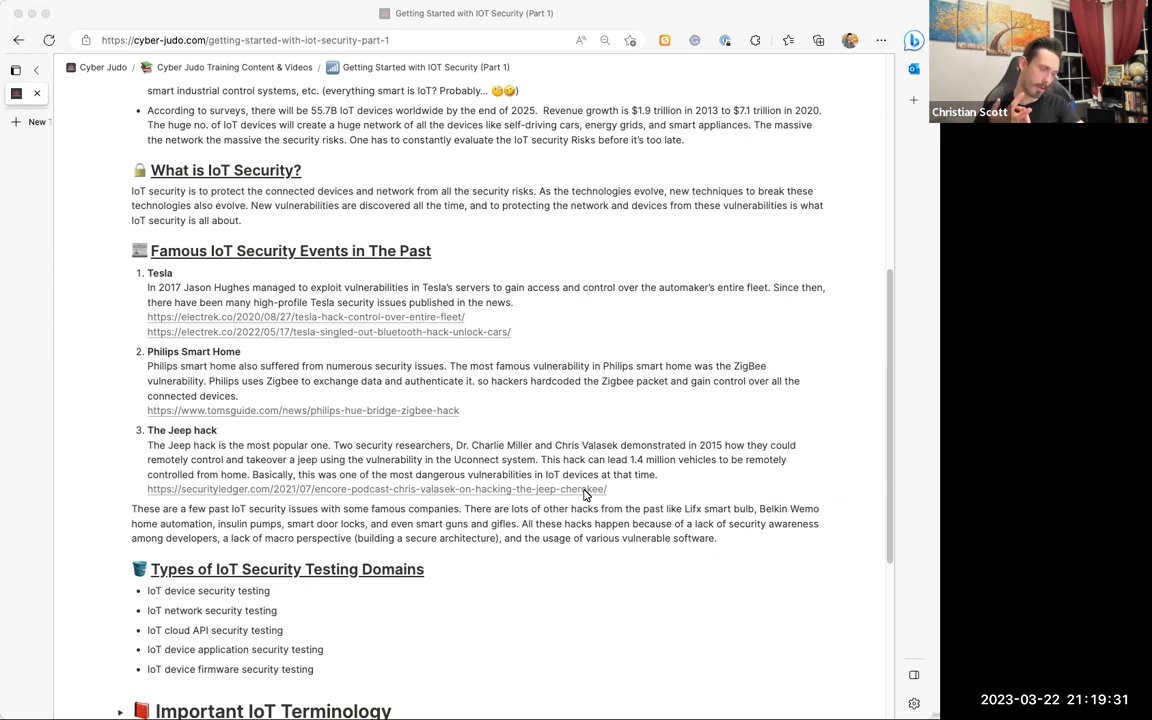 Getting Started with IOT Security (Part 1)
https://cyber-judo.com/getting-started-with-iot-security-part-1
Cyber Judo / Cyber Judo Training Content & Videos / Getting Started with IOT Security (Part 1)
New T
smart industrial control systems, etc. (everything smart is IoT? Probably... 🧐🤣)
• According to surveys, there will be 55.7B IoT devices worldwide by the end of 2025. Revenue growth is $1.9 trillion in 2013 to $7.1 trillion in 2020.
The huge no. of IoT devices will create a huge network of all the devices like self-driving cars, energy grids, and smart appliances. The massive
the network the massive the security risks. One has to constantly evaluate the IoT security Risks before it's too late.
What is IoT Security?
IoT security is to protect the connected devices and network from all the security risks. As the technologies evolve, new techniques to break these
technologies also evolve. New vulnerabilities are discovered all the time, and to protecting the network and devices from these vulnerabilities is what
IoT security is all about.
Famous IoT Security Events in The Past
1. Tesla
In 2017 Jason Hughes managed to exploit vulnerabilities in Tesla's servers to gain access and control over the automaker's entire fleet. Since then,
there have been many high-profile Tesla security issues published in the news.
https://electrek.co/2020/08/27/tesla-hack-control-over-entire-fleet/
https://electrek.co/2022/05/17/tesla-singled-out-bluetooth-hack-unlock-cars/
2. Philips Smart Home
Philips smart home also suffered from numerous security issues. The most famous vulnerability in Philips smart home was the ZigBee
vulnerability. Philips uses Zigbee to exchange data and authenticate it. so hackers hardcoded the Zigbee packet and gain control over all the
connected devices.
https://www.tomsguide.com/news/philips-hue-bridge-zigbee-hack
3. The Jeep hack
The Jeep hack is the most popular one. Two security researchers, Dr. Charlie Miller and Chris Valasek demonstrated in 2015 how they could
remotely control and takeover a jeep using the vulnerability in the Uconnect system. This hack can lead 1.4 million vehicles to be remotely
controlled from home. Basically, this was one of the most dangerous vulnerabilities in IoT devices at that time.
https://securityledger.com/2021/07/encore-podcast-chris-valasek-on-hacking-the-jeep-cherokee/
These are a few past IoT security issues with some famous companies. There are lots of other hacks from the past like Lifx smart bulb, Belkin Wemo
home automation, insulin pumps, smart door locks, and even smart guns and gifles. All these hacks happen because of a lack of security awareness
among developers, a lack of macro perspective (building a secure architecture), and the usage of various vulnerable software.
Types of IoT Security Testing Domains
• IoT device security testing
• IoT network security testing
• IoT cloud API security testing
• IoT device application security testing
• IoT device firmware security testing
Important IoT Terminology
Christian Scott
2023-03-22 21:19:31